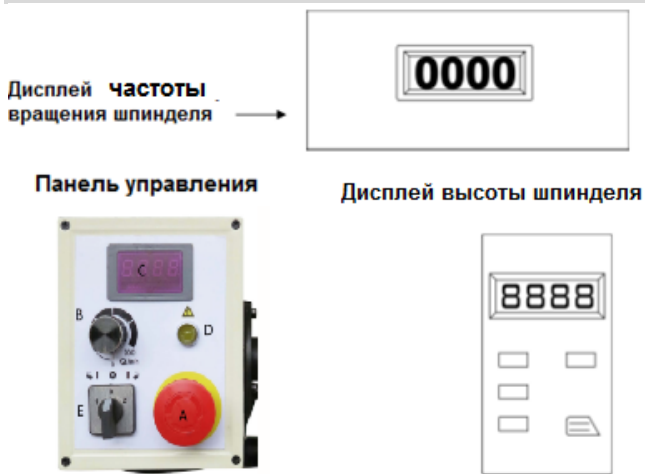 0000
Дисплей частоты
вращения шпинделя
Панель управления
Дисплей высоты шпинделя
8888
C
B
D
E
A